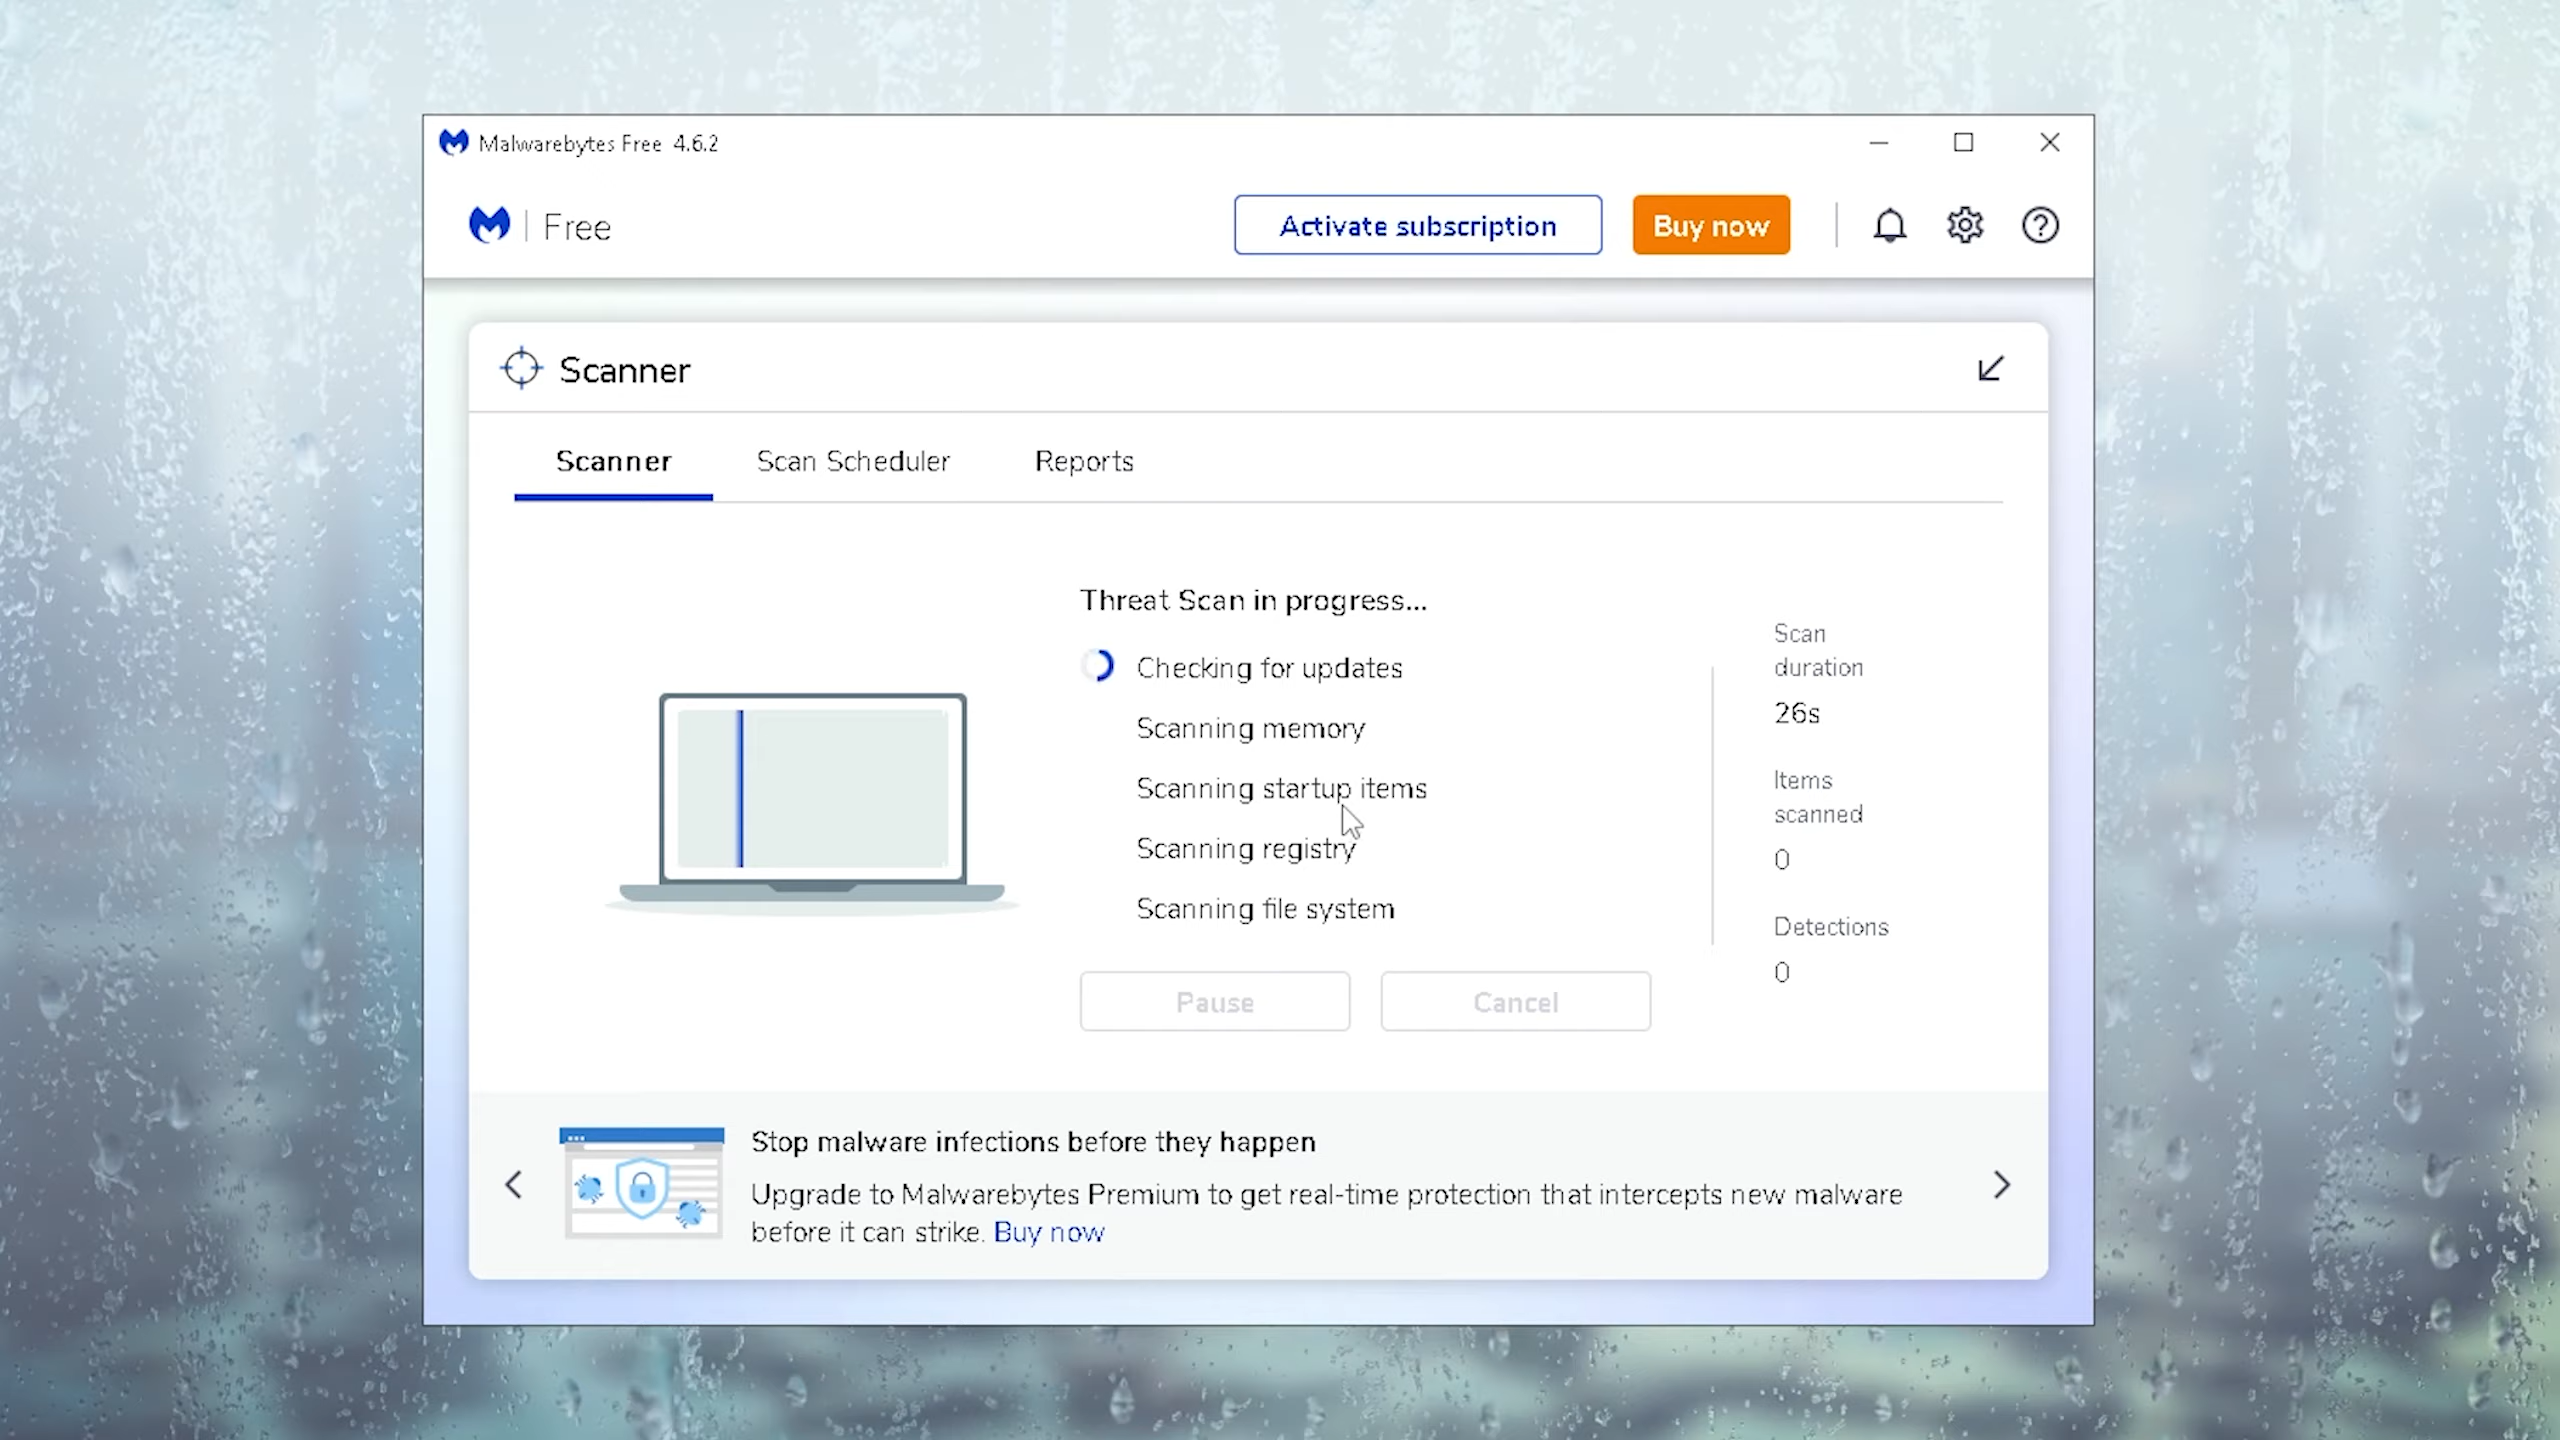 Malwarebytes Free 4.6.2
Free
Activate subscription
Buy now
Scanner
Scanner
Scan Scheduler
Reports
Threat Scan in progress...
Checking for updates
Scanning memory
Scanning startup items
Scanning registry
Scanning file system
Pause
Cancel
Scan
duration
26s
Items
scanned
0
Detections
0
Stop malware infections before they happen
Upgrade to Malwarebytes Premium to get real-time protection that intercepts new malware
before it can strike. Buy now